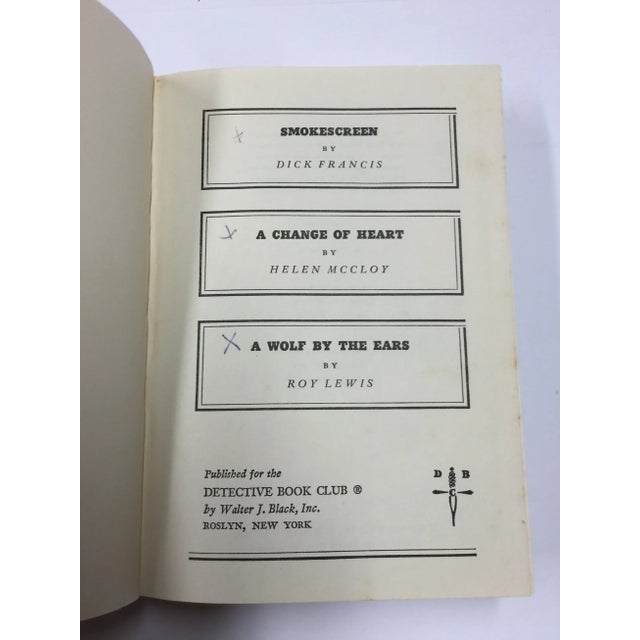 x SMOKESCREEN
BY
DICK FRANCIS
x A CHANGE OF HEART
BY
HELEN MCCLOY
X A WOLF BY THE EARS
BY
ROY LEWIS
Published for the
DETECTIVE BOOK CLUB ®
by Walter J. Black, Inc.
ROSLYN, NEW YORK
D B
C